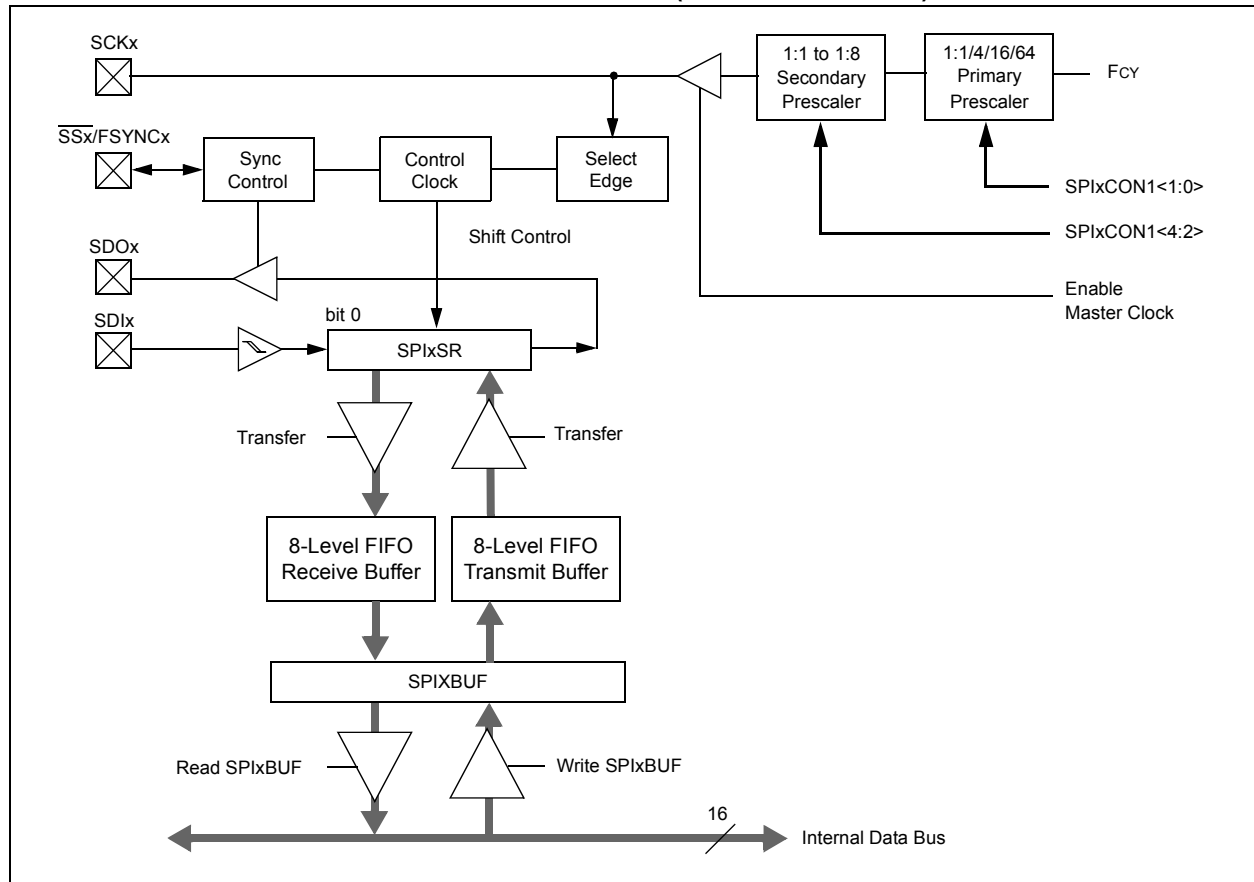 SCKx
1:1 to 1:8
Secondary
Prescaler
1:1/4/16/64
Primary
Prescaler
FCY
SSx/FSYNCx
Sync
Control
Control
Clock
Select
Edge
SPIxCON1<1:0>
SPIxCON1<4:2>
Shift Control
SDOx
Enable
Master Clock
SDIx
bit 0
SPIxSR
Transfer
Transfer
8-Level FIFO
Receive Buffer
8-Level FIFO
Transmit Buffer
SPIXBUF
Read SPIxBUF
Write SPIxBUF
16
Internal Data Bus